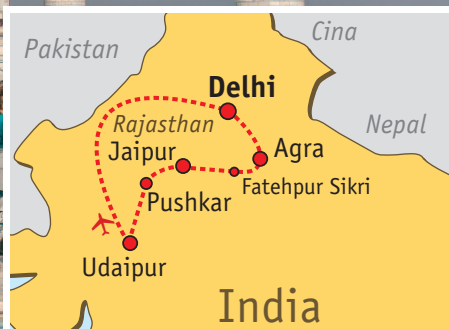 Cina
Pakistan
Delhi
Nepal
Rajasthan
Jaipur
Agra
Fatehpur Sikri
Pushkar
Udaipur
India